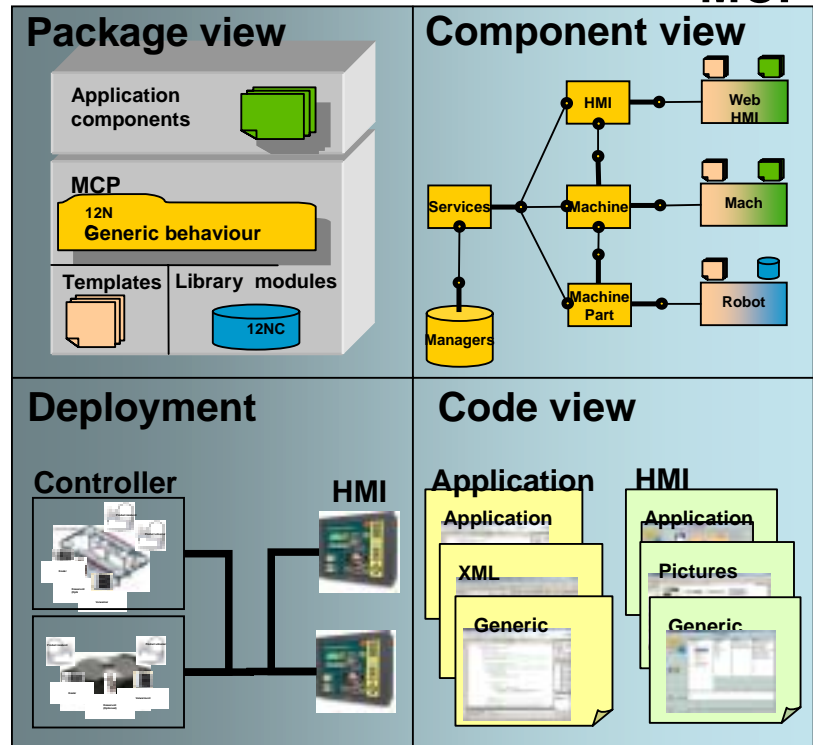 Package view
Application
components
MCP
12N
Generic behaviour
Templates
Library modules
12NC
Component view
HMI
Web
HMI
Services
Machine
Mach
Machine
Part
Robot
Managers
Deployment
Controller
HMI
Code view
Application
Application
XML
Generic
HMI
Application
Pictures
Generic